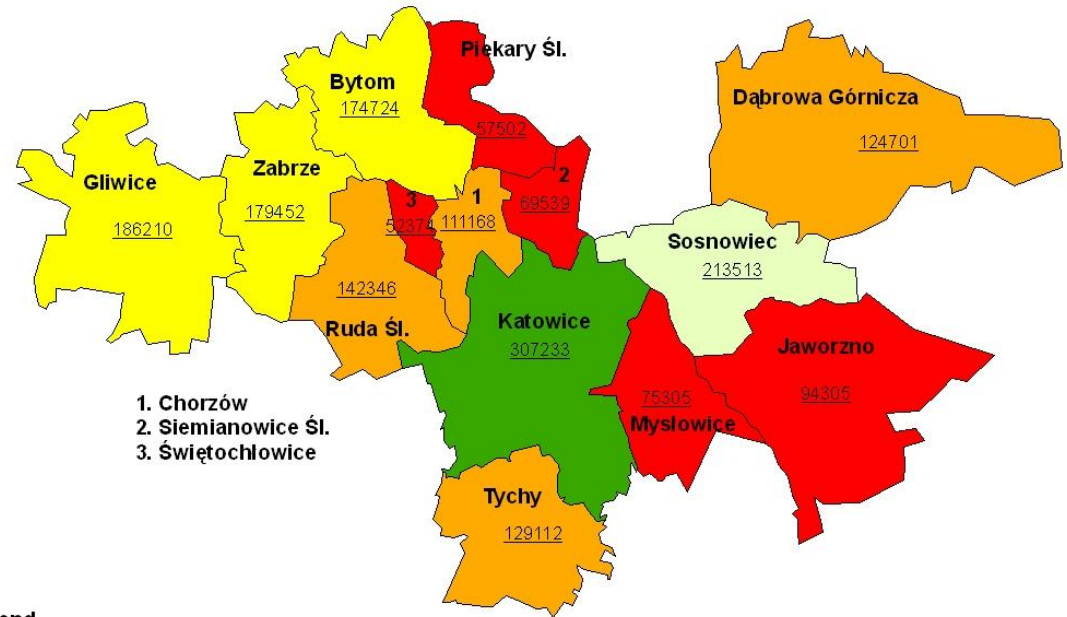 Piekary Śl.
57502
Bytom
174724
Dąbrowa Górnicza
124701
Zabrze
179452
Gliwice
186210
3
52374
1
111168
2
69539
Sosnowiec
213513
142346
Ruda Śl.
Katowice
307233
Jaworzno
94305
75305
Mysłowice
1. Chorzów
2. Siemianowice Śl.
3. Świętochłowice
Tychy
129112